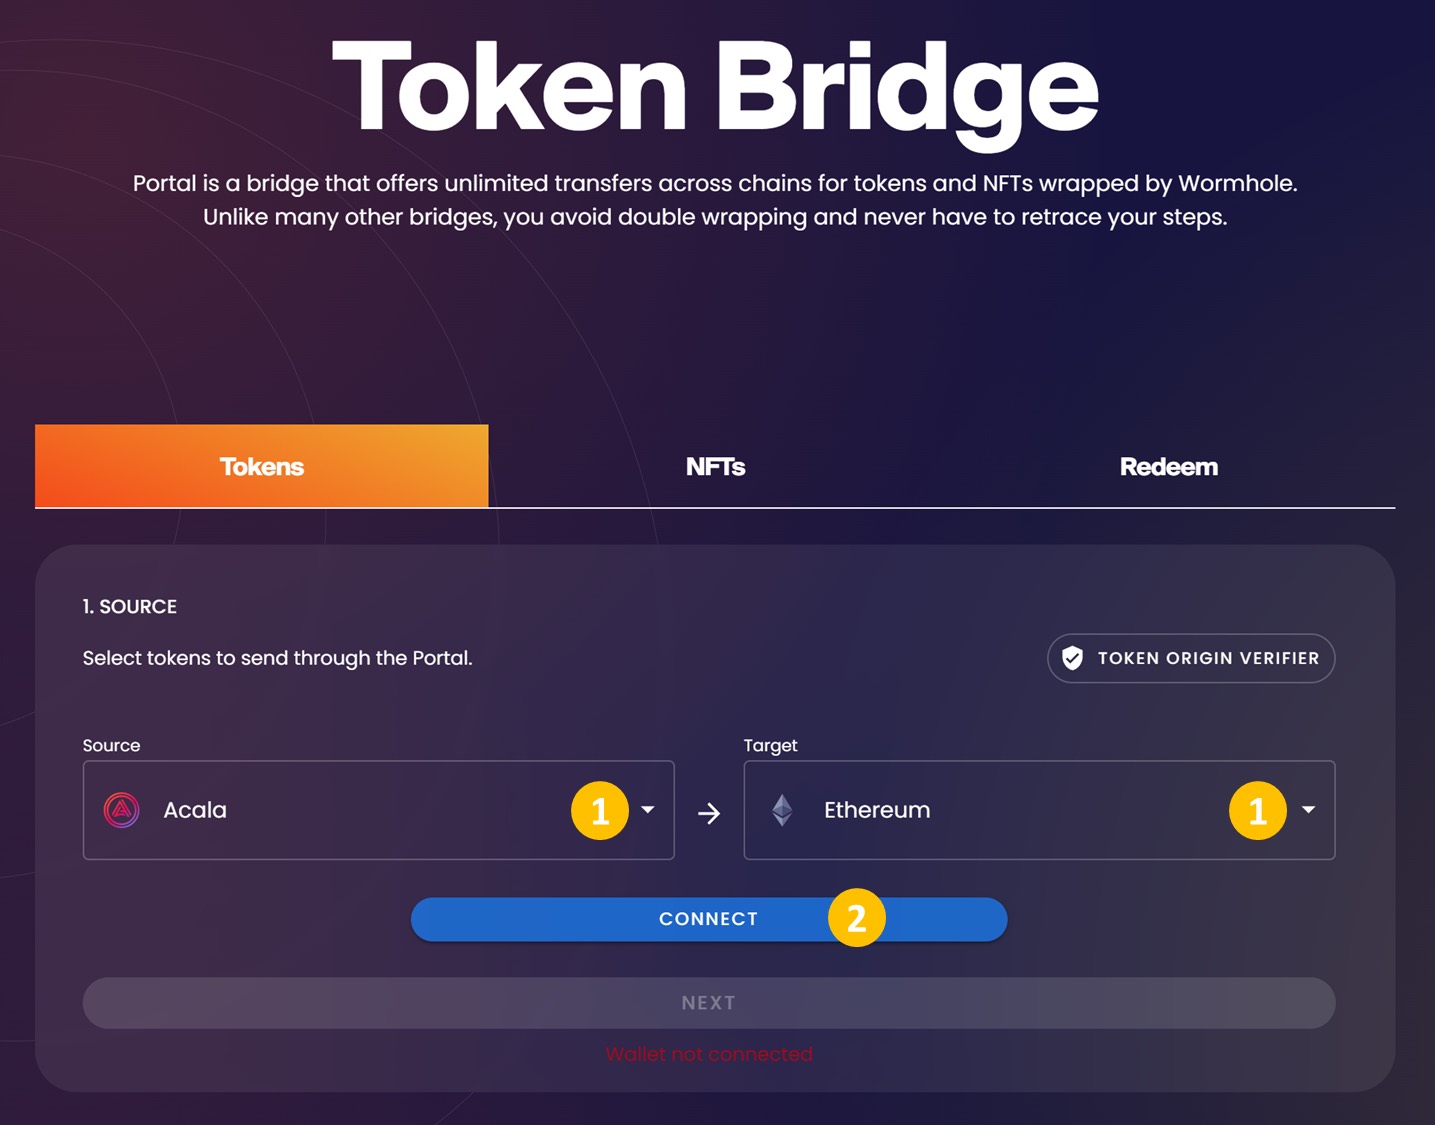 Token Bridge
Portal is a bridge that offers unlimited transfers across chains for tokens and NFTs wrapped by Wormhole.
Unlike many other bridges, you avoid double wrapping and never have to retrace your steps.
Tokens
NFTs
Redeem
1. SOURCE
Select tokens to send through the Portal.
TOKEN ORIGIN VERIFIER
Source
Target
Acala
1
Ethereum
1
CONNECT
2
NEXT
Wallet not connected